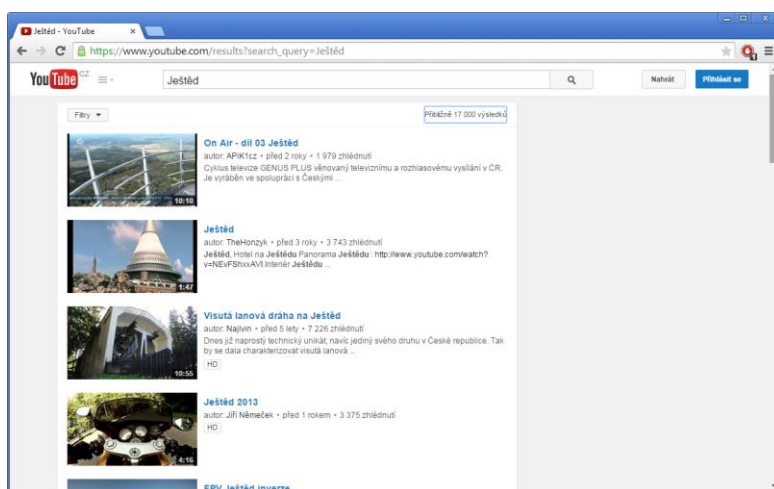 Ještěd - YouTube
https://www.youtube.com/results?search_query=Ještěd
YouTube CZ
Ještěd
Nahrát
Přihlásit se
Filtry
Přibližně 17 000 výsledků
On Air - díl 03 Ještěd
autor: APIK1cz • před 2 roky • 1 979 zhlédnutí
Cyklus televize GENUS PLUS věnovaný televiznímu a rozhlasovému vysílání v ČR.
Je vyráběn ve spolupráci s Českými ...
10:10
Ještěd
autor: TheHonzyk • před 3 roky • 3 743 zhlédnutí
Ještěd, Hotel na Ještědu Panorama Ještědu : http://www.youtube.com/watch?
v=NEvFShxxAVI Interiér Ještědu ...
1:47
Visutá lanová dráha na Ještěd
autor: Najlvin • před 5 lety • 7 226 zhlédnutí
Dnes již naprostý technický unikát, navíc jediný svého druhu v České republice. Tak
by se dala charakterizovat visutá lanová ...
HD
10:55
Ještěd 2013
autor: Jiří Němeček • před 1 rokem • 3 375 zhlédnutí
HD
4:16
FPV Ještěd inverze